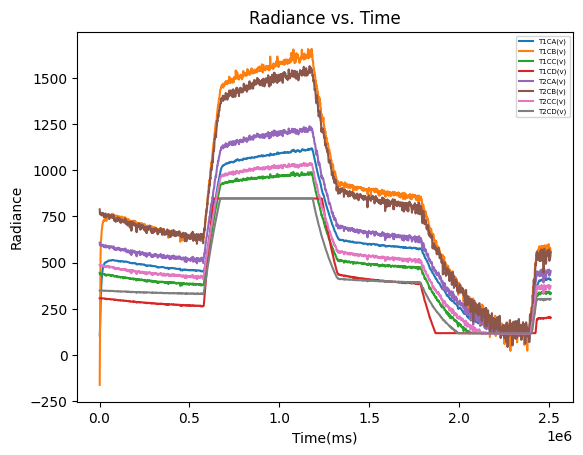 Radiance vs. Time
T1CA(v)
T1CB(v)
T1CC(v)
T1CD(v)
T2CA(v)
T2CB(v)
T2CC(v)
T2CD(v)
Radiance
1500
1250
1000
750
500
250
0
−250
0.0 0.5 1.0 1.5 2.0 2.5
1e6
Time(ms)